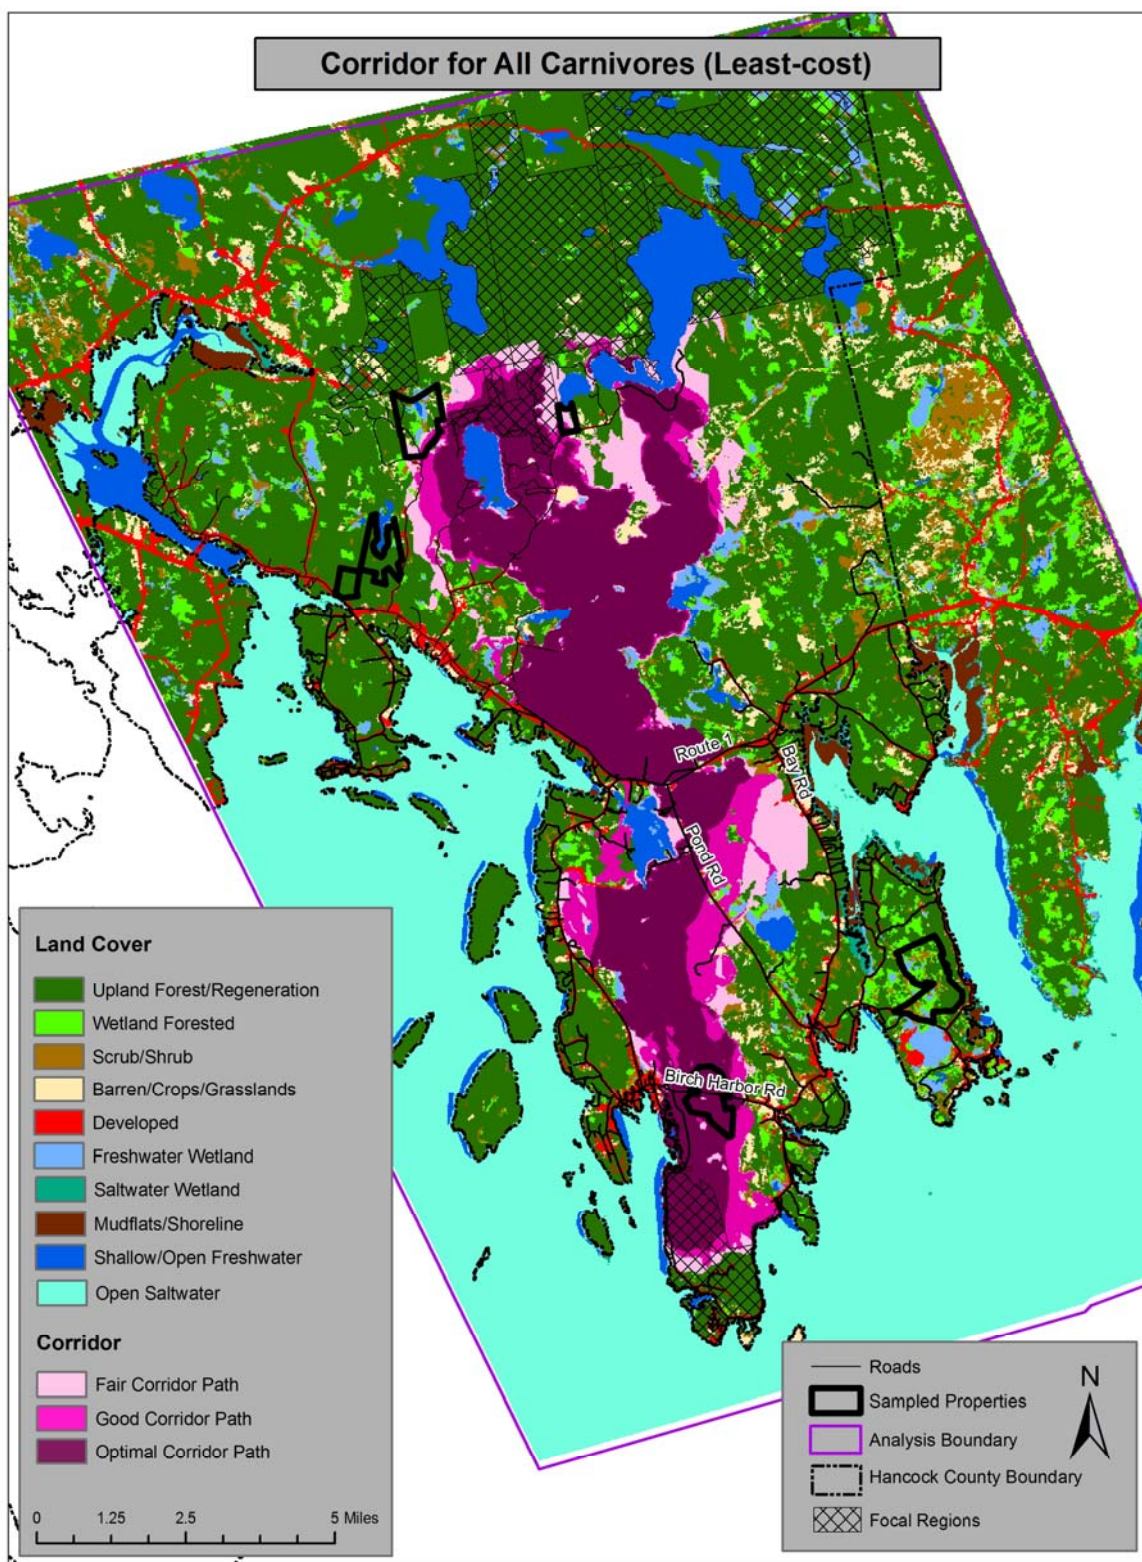 Corridor for All Carnivores (Least-cost)
Route 1
Bay Rd
Pond Rd
Birch Harbor Rd
Land Cover
Upland Forest/Regeneration
Wetland Forested
Scrub/Shrub
Barren/Crops/Grasslands
Developed
Freshwater Wetland
Saltwater Wetland
Mudflats/Shoreline
Shallow/Open Freshwater
Open Saltwater
Corridor
Fair Corridor Path
Good Corridor Path
Optimal Corridor Path
0 1.25 2.5 5 Miles
Roads
Sampled Properties
Analysis Boundary
Hancock County Boundary
Focal Regions
N